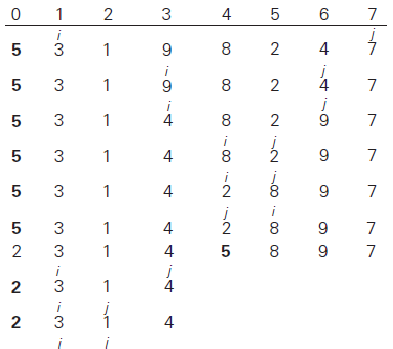 0 1 2 3 4 5 6 7
i j
5 3 1 9 8 2 4 7
i j
5 3 1 9 8 2 4 7
i j
5 3 1 4 8 2 9 7
i j
5 3 1 4 8 2 9 7
i j
5 3 1 4 2 8 9 7
j i
5 3 1 4 2 8 9 7
2 3 1 4 5 8 9 7
i j
2 3 1 4
i j
2 3 1 4
i j